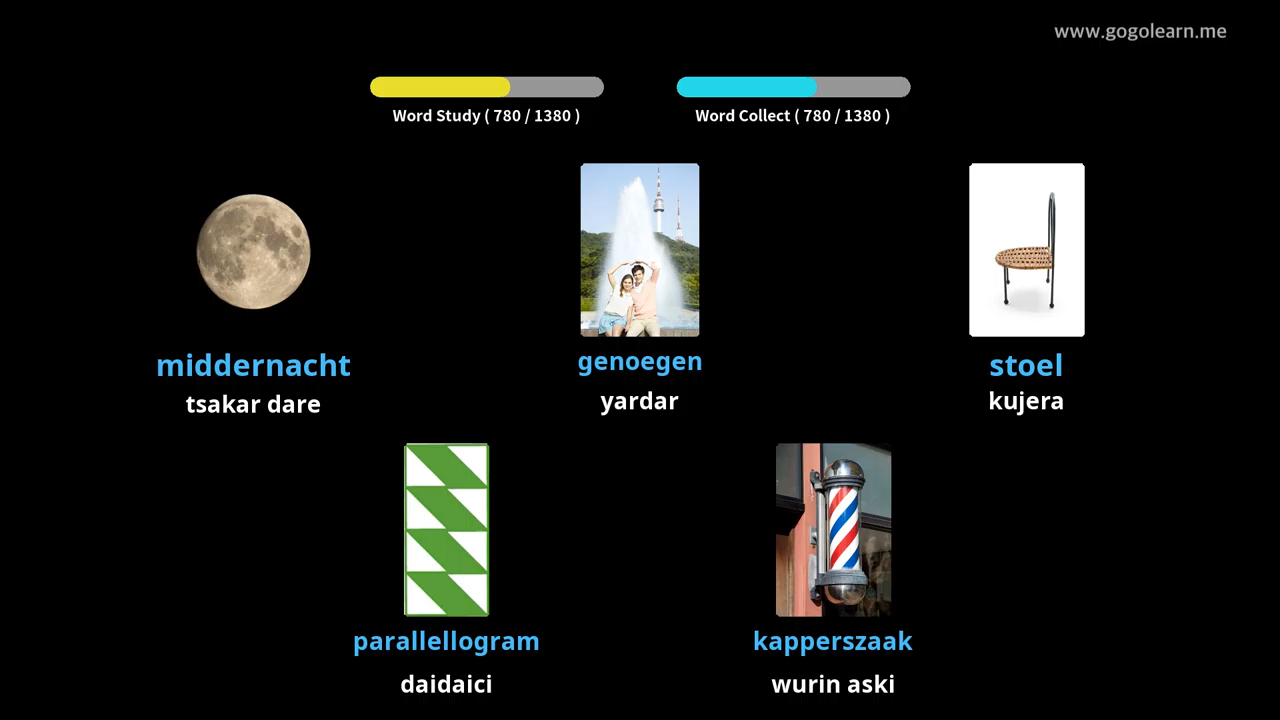 www.gogolearn.me
Word Study ( 780 / 1380 )
Word Collect ( 780 / 1380 )
middernacht
tsakar dare
genoegen
yardar
stoel
kujera
parallellogram
daidaici
kapperszaak
wurin aski